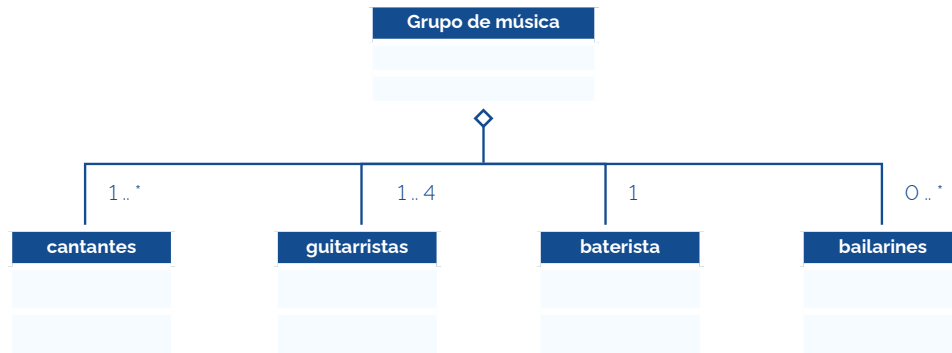 Grupo de música
1..*
1..4
1
0..*
cantantes
guitarristas
baterista
bailarines